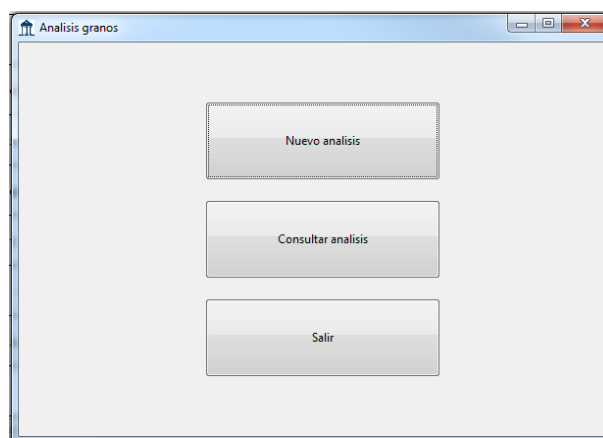 Analisis granos
Nuevo analisis
Consultar analisis
Salir